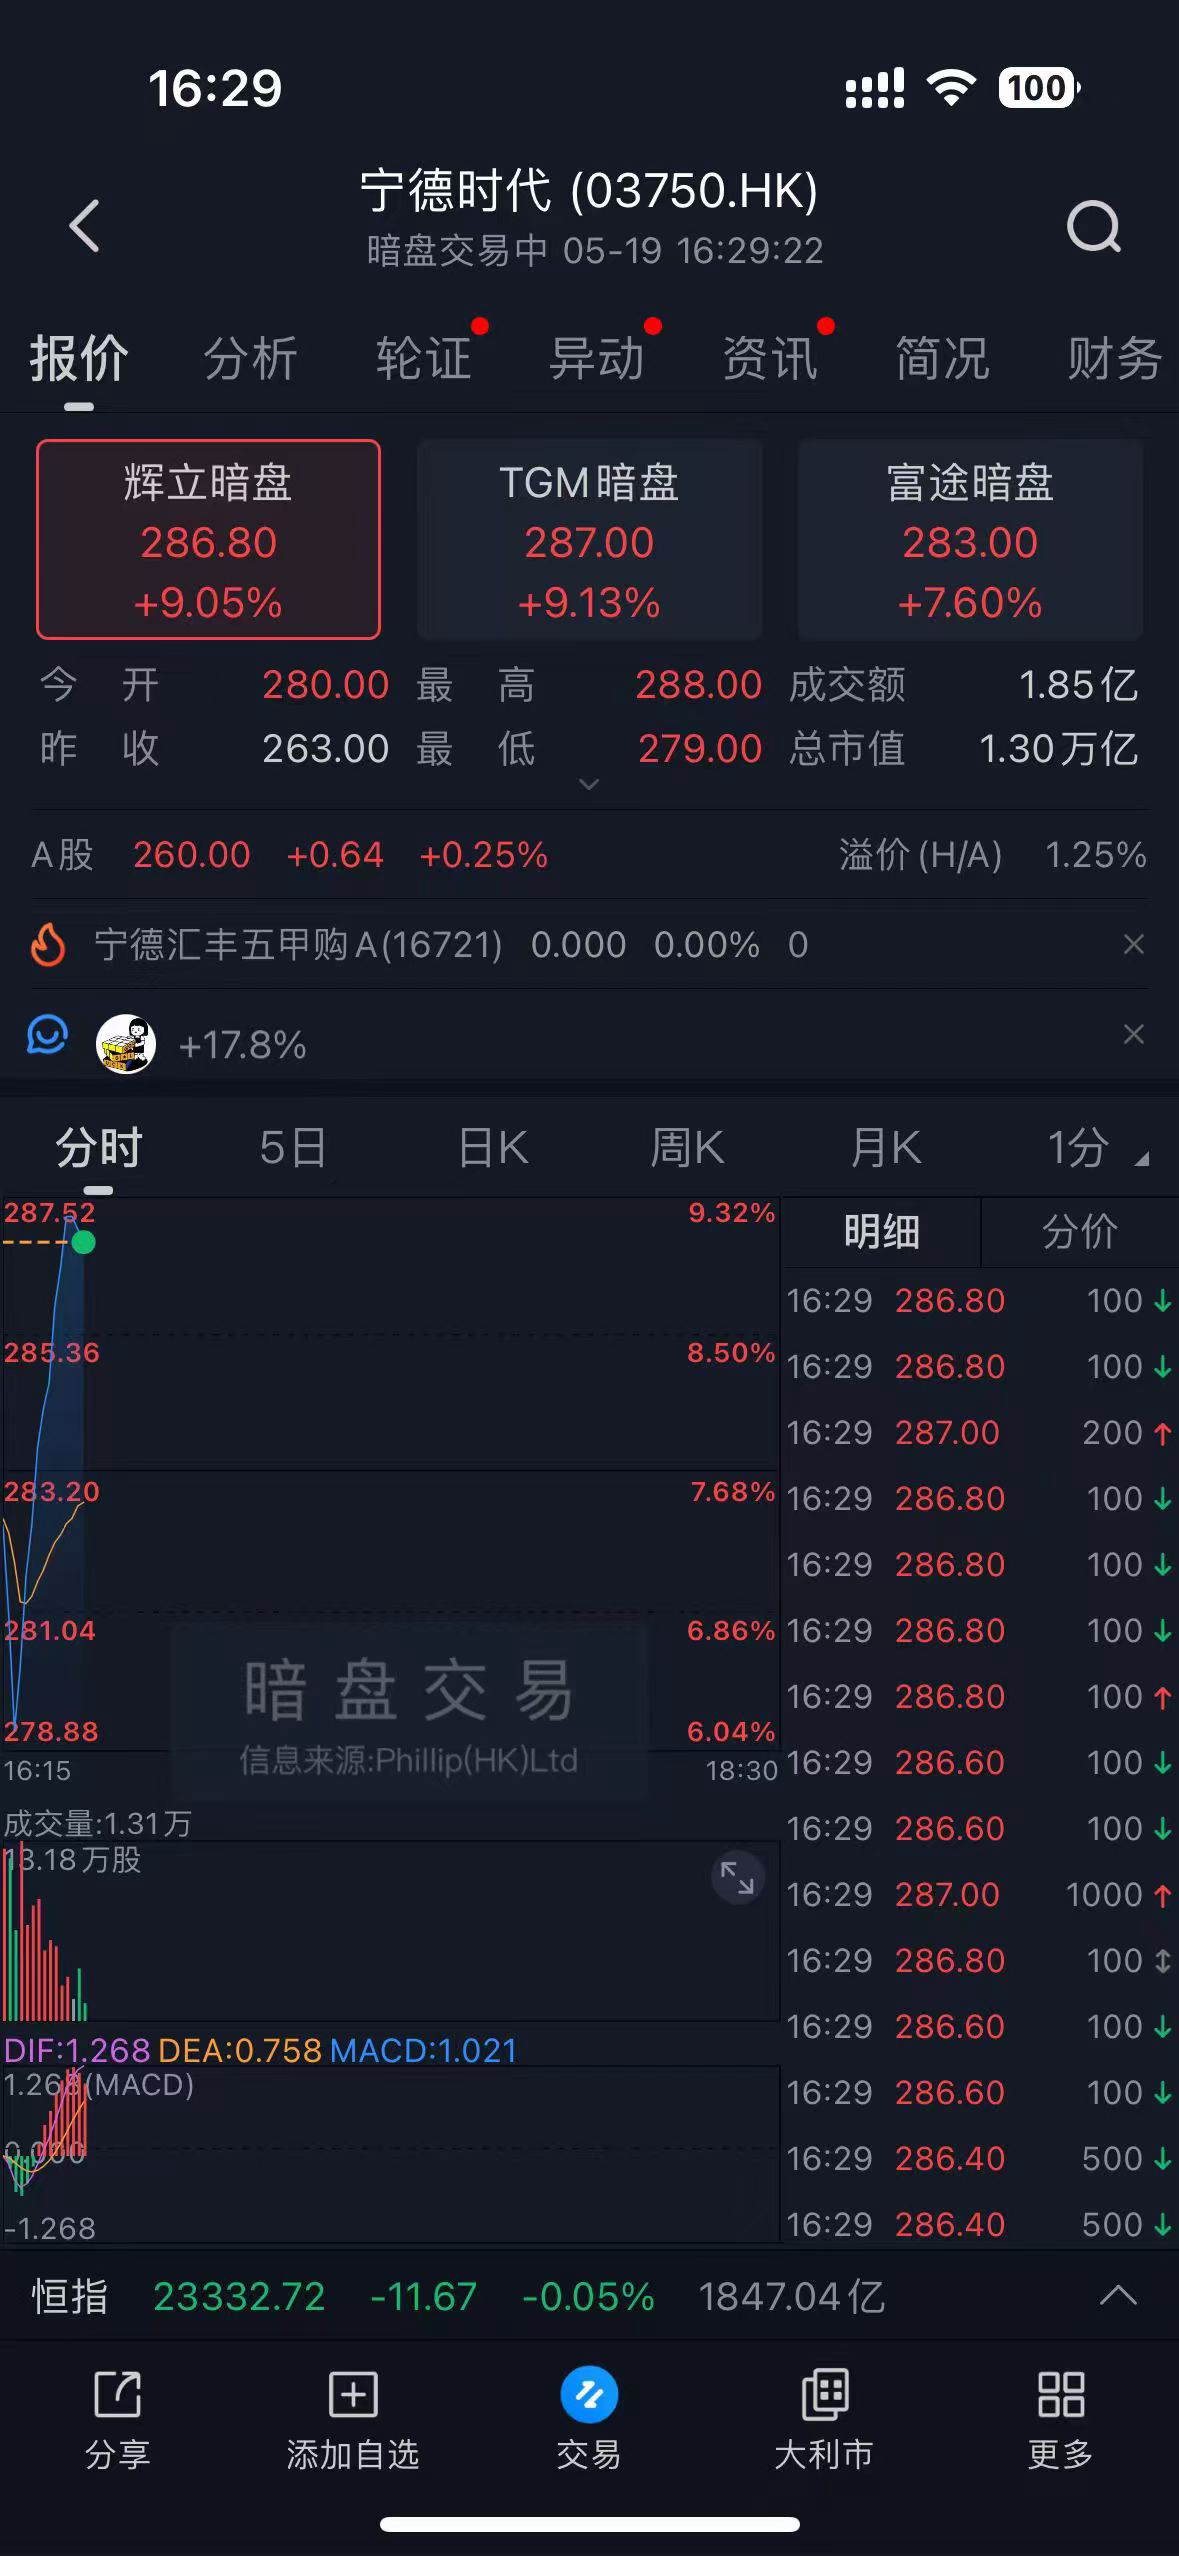 16:29
100
宁德时代 (03750.HK)
暗盘交易中 05-19 16:29:22
报价 分析 轮证 异动 资讯 简况 财务
辉立暗盘 TGM暗盘 富途暗盘
286.80 287.00 283.00
+9.05% +9.13% +7.60%
今开 280.00 最高 288.00 成交额 1.85亿
昨收 263.00 最低 279.00 总市值 1.30万亿
A股 260.00 +0.64 +0.25% 溢价(H/A) 1.25%
宁德汇丰五甲购A(16721) 0.000 0.00% 0
+17.8%
分时 5日 日K 周K 月K 1分
287.52 9.32%
285.36 8.50%
283.20 7.68%
281.04 6.86%
278.88 6.04%
暗盘交易
信息来源:Phillip(HK)Ltd
16:15 18:30
成交量:1.31万
13.18万股
DIF:1.268 DEA:0.758 MACD:1.021
1.268(MACD)
0.000
-1.268
明细 分价
16:29 286.80 100↓
16:29 286.80 100↓
16:29 287.00 200↑
16:29 286.80 100↓
16:29 286.80 100↓
16:29 286.80 100↓
16:29 286.80 100↑
16:29 286.60 100↓
16:29 286.60 100↓
16:29 287.00 1000↑
16:29 286.80 100↕
16:29 286.60 100↓
16:29 286.60 100↓
16:29 286.40 500↓
16:29 286.40 500↓
恒指 23332.72 -11.67 -0.05% 1847.04亿
分享 添加自选 交易 大利市 更多